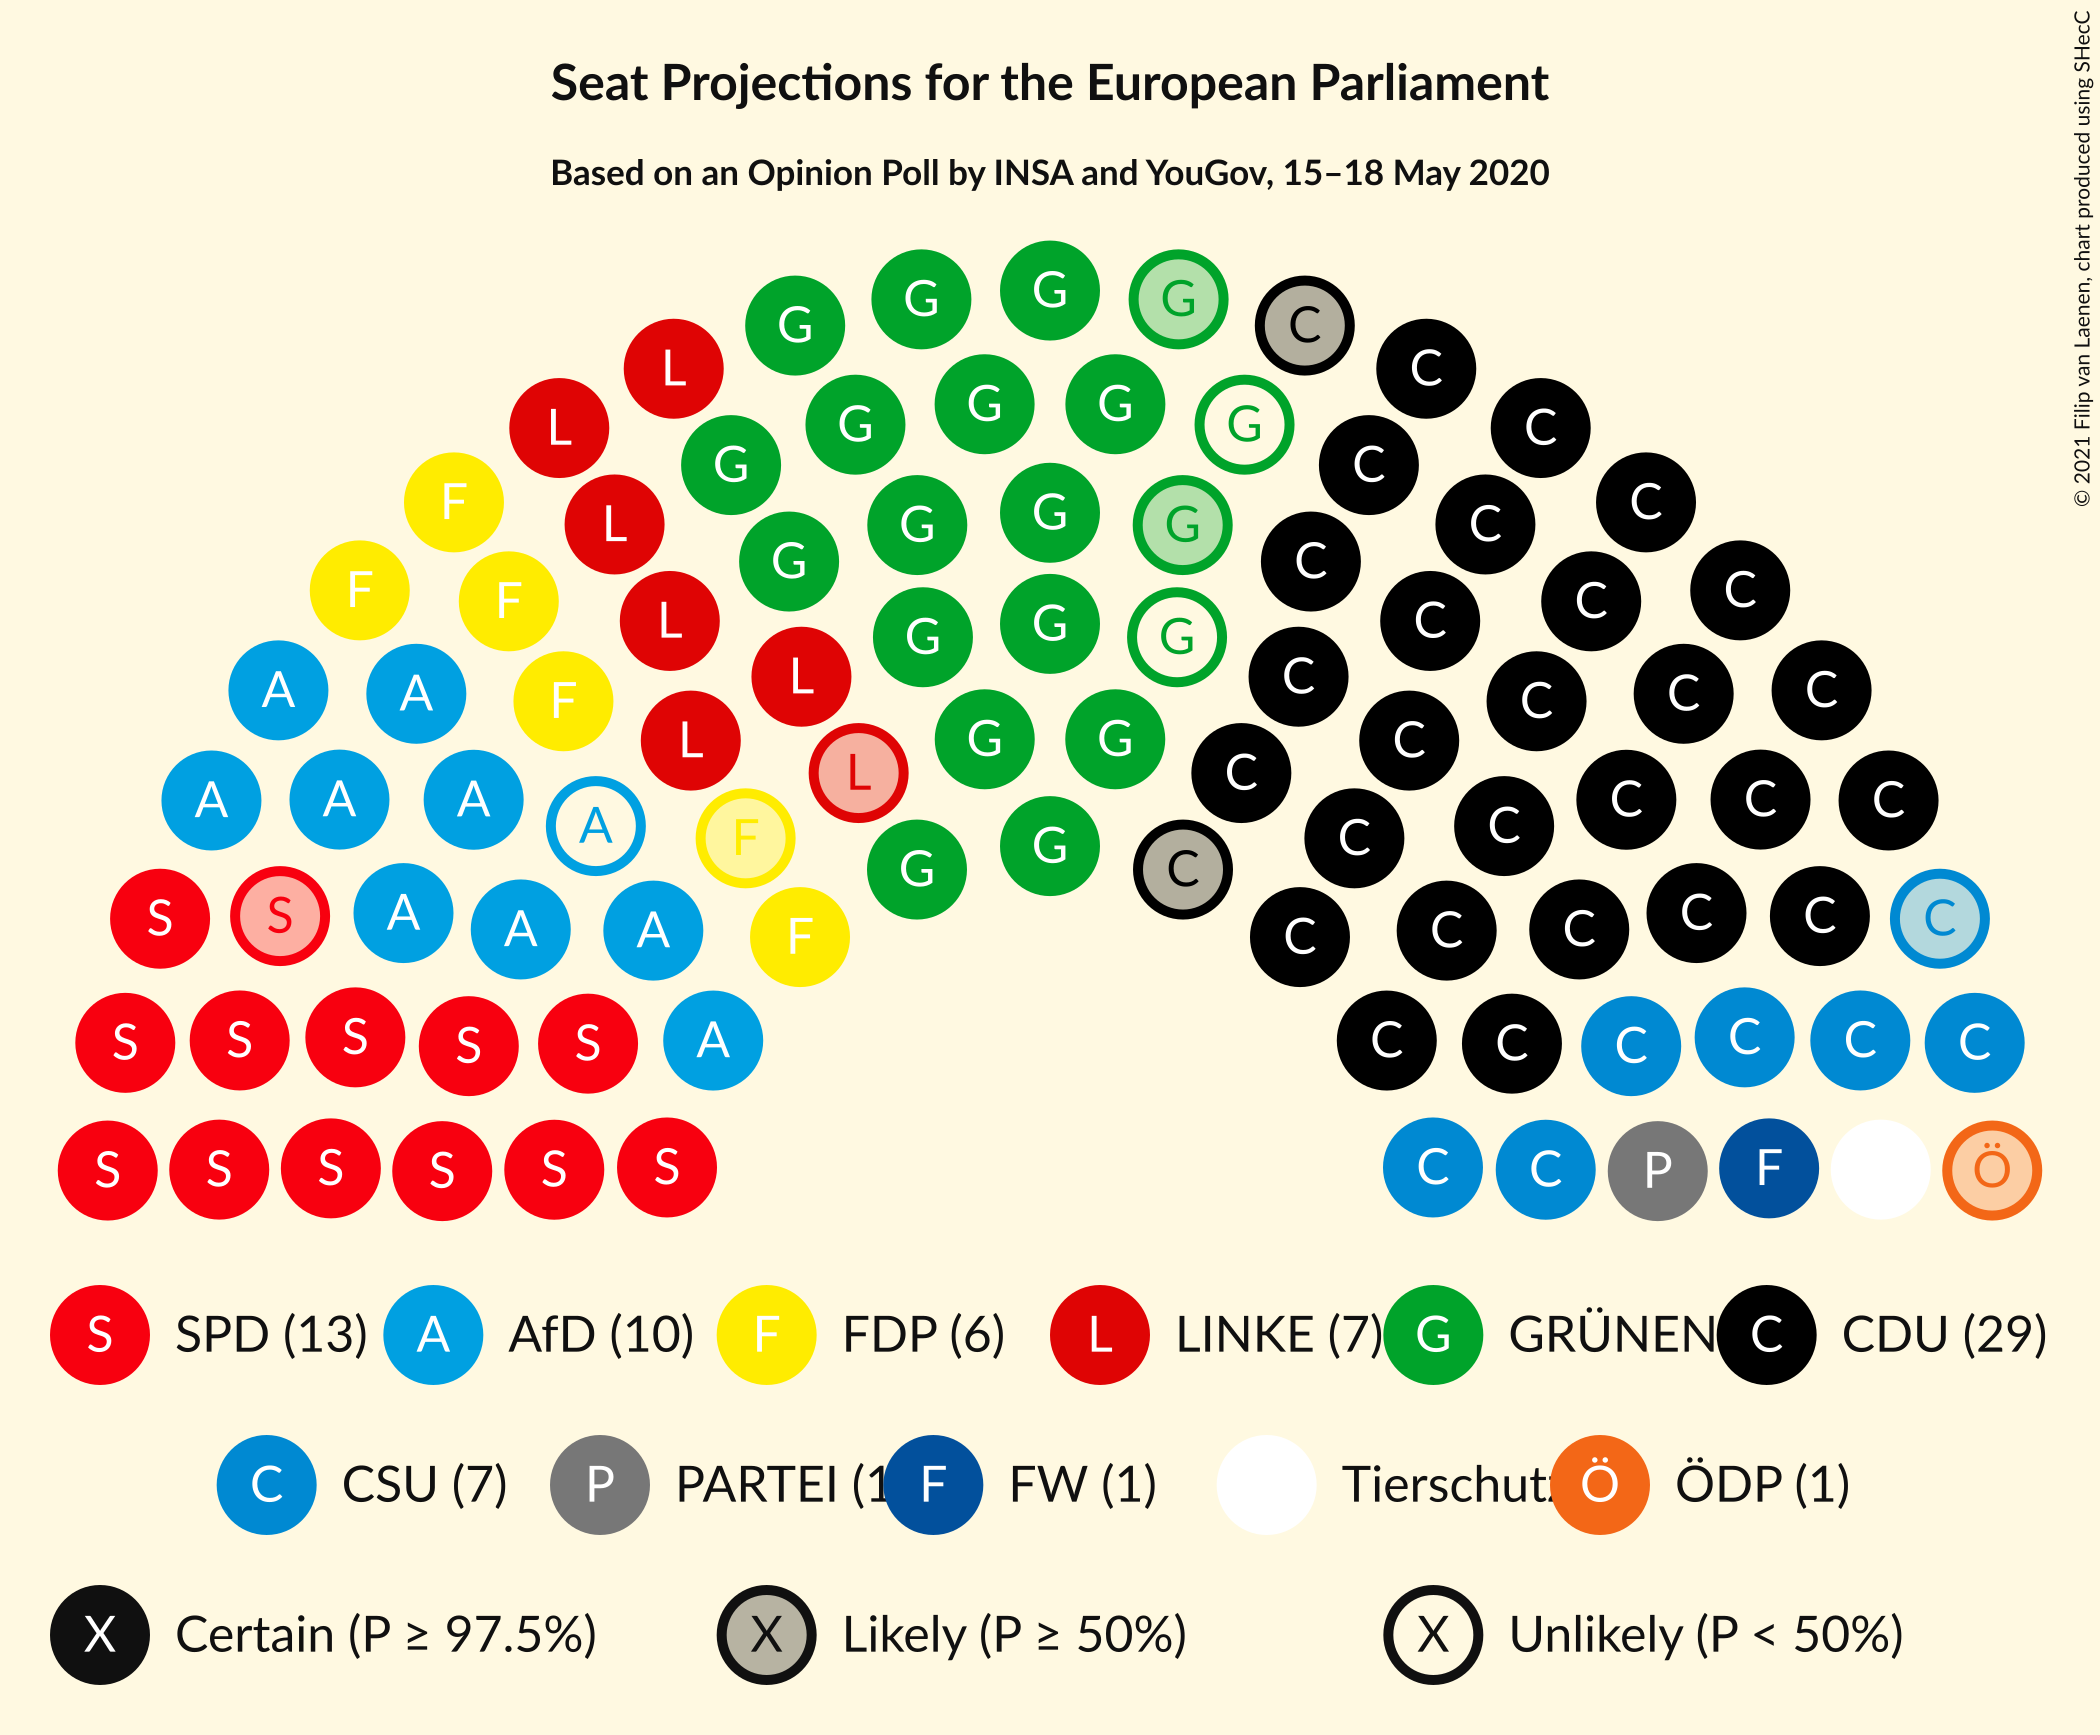 Seat Projections for the European Parliament
Based on an Opinion Poll by INSA and YouGov, 15–18 May 2020
© 2021 Filip van Laenen, chart produced using SHecC
G G G G C
L C
G G G G G
L C
G C
F L G G G C C
G C
F F L G G G C C C
L C
A A F L C C C C
L G G C
L C
A A A A F G G C C C C C
G C
S S A A A F C C C C C C
S S S S S A C C C C C C
S S S S S S C C P F Ö
S SPD (13) A AfD (10) F FDP (6) L LINKE (7) G GRÜNEN C CDU (29)
C CSU (7) P PARTEI (1 F FW (1) Tierschutz Ö ÖDP (1)
X Certain (P ≥ 97.5%) X Likely (P ≥ 50%) X Unlikely (P < 50%)